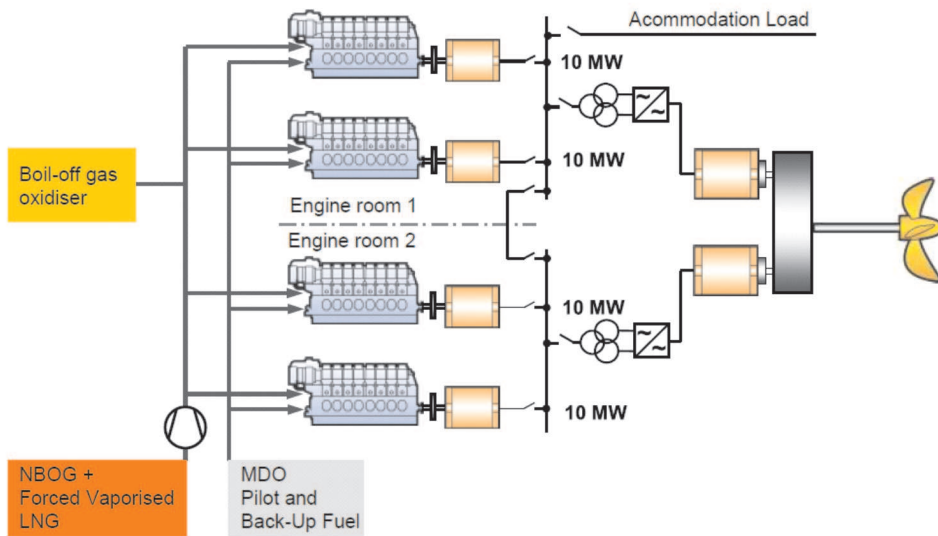 Acommodation Load
10 MW
10 MW
Boil-off gas
oxidiser
Engine room 1
Engine room 2
10 MW
10 MW
NBOG +
Forced Vaporised
LNG
MDO
Pilot and
Back-Up Fuel